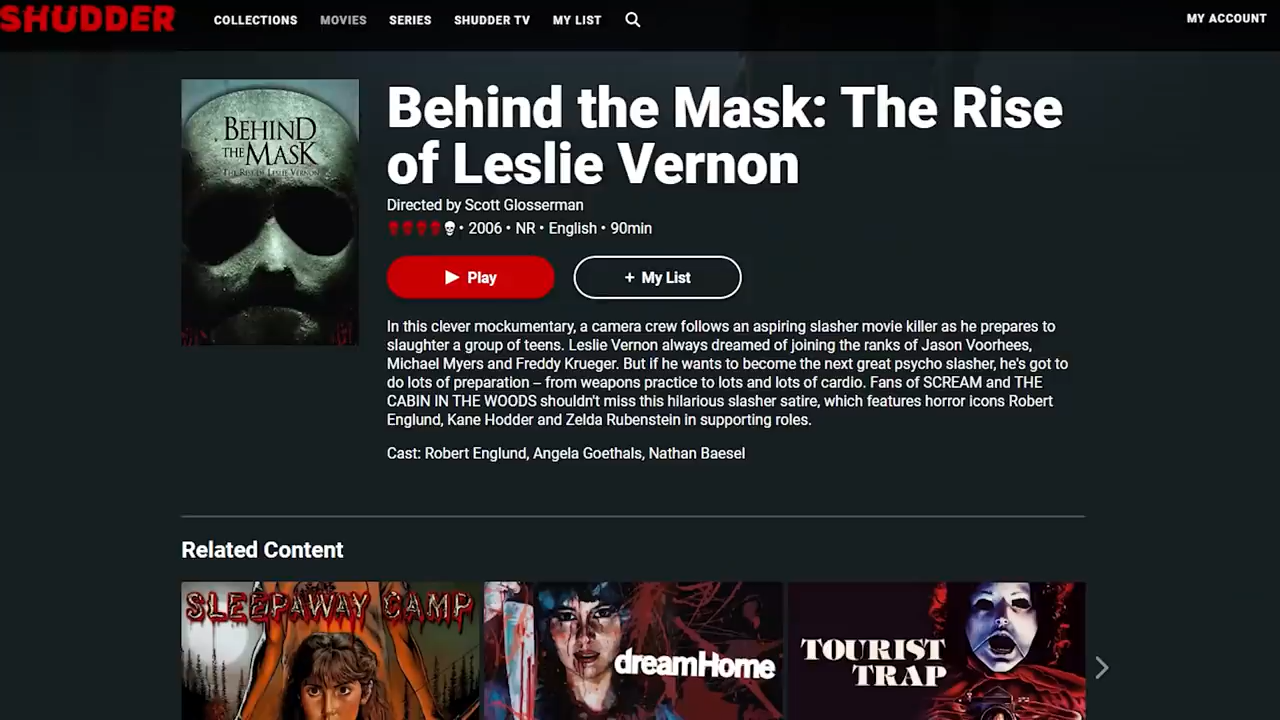 SHUDDER
COLLECTIONS
MOVIES
SERIES
SHUDDER TV
MY LIST
MY ACCOUNT
BEHIND
THE MASK
THE RISE OF LESLIE VERNON
Behind the Mask: The Rise
of Leslie Vernon
Directed by Scott Glosserman
• 2006 • NR • English • 90min
Play
+ My List
In this clever mockumentary, a camera crew follows an aspiring slasher movie killer as he prepares to
slaughter a group of teens. Leslie Vernon always dreamed of joining the ranks of Jason Voorhees,
Michael Myers and Freddy Krueger. But if he wants to become the next great psycho slasher, he's got to
do lots of preparation – from weapons practice to lots and lots of cardio. Fans of SCREAM and THE
CABIN IN THE WOODS shouldn't miss this hilarious slasher satire, which features horror icons Robert
Englund, Kane Hodder and Zelda Rubenstein in supporting roles.
Cast: Robert Englund, Angela Goethals, Nathan Baesel
Related Content
SLEEPAWAY CAMP
dreamHome
TOURIST
TRAP